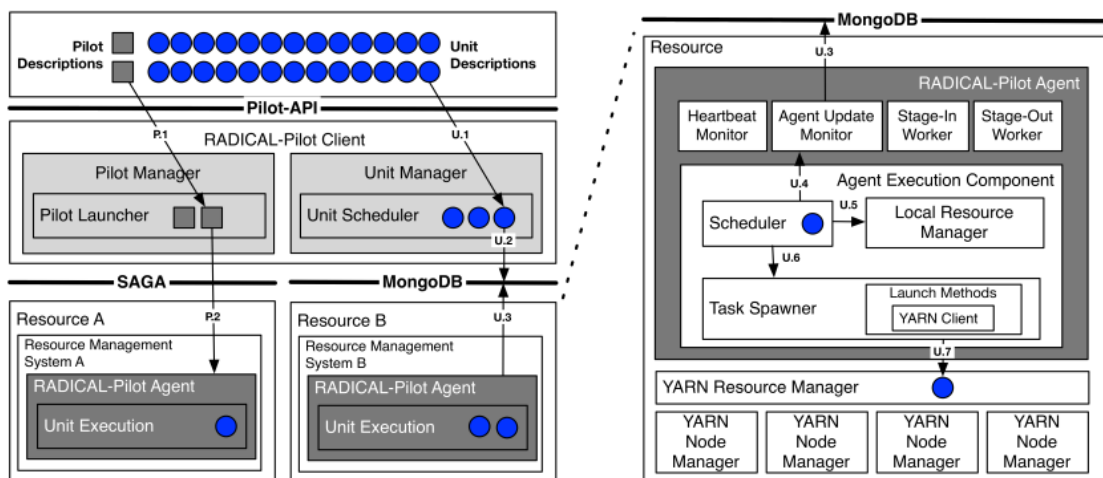 Pilot
Descriptions
Unit
Descriptions
Pilot-API
P.1
U.1
RADICAL-Pilot Client
Pilot Manager
Pilot Launcher
Unit Manager
Unit Scheduler
U.2
SAGA
MongoDB
P.2
U.3
Resource A
Resource Management
System A
RADICAL-Pilot Agent
Unit Execution
Resource B
Resource Management
System B
RADICAL-Pilot Agent
Unit Execution
MongoDB
Resource
U.3
RADICAL-Pilot Agent
Heartbeat
Monitor
Agent Update
Monitor
Stage-In
Worker
Stage-Out
Worker
U.4
Agent Execution Component
Scheduler
U.5
Local Resource
Manager
U.6
Task Spawner
Launch Methods
YARN Client
U.7
YARN Resource Manager
YARN
Node
Manager
YARN
Node
Manager
YARN
Node
Manager
YARN
Node
Manager